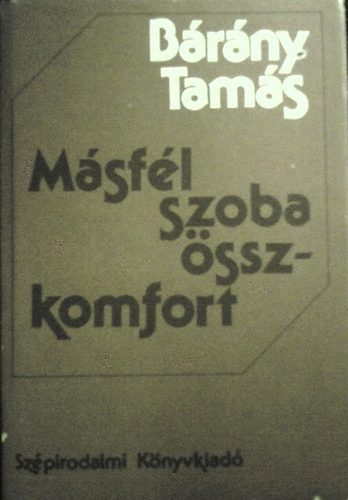 Bárány
Tamás
Másfél
szoba
össz-
komfort
Szépirodalmi Könyvkiadó